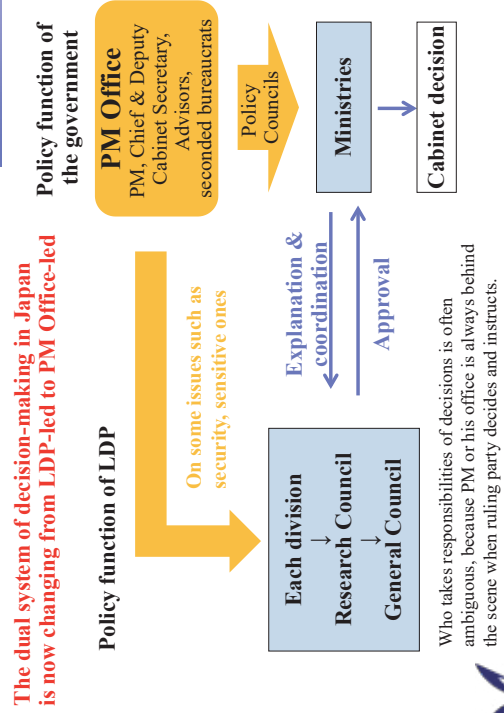 The dual system of decision-making in Japan
is now changing from LDP-led to PM Office-led
Policy function of LDP
Policy function of
the government
PM Office
PM, Chief & Deputy
Cabinet Secretary,
Advisors,
seconded bureaucrats
On some issues such as
security, sensitive ones
Policy
Councils
Each division
↓
Research Council
↓
General Council
Explanation &
coordination
Approval
Ministries
Cabinet decision
Who takes responsibilities of decisions is often
ambiguous, because PM or his office is always behind
the scene when ruling party decides and instructs.